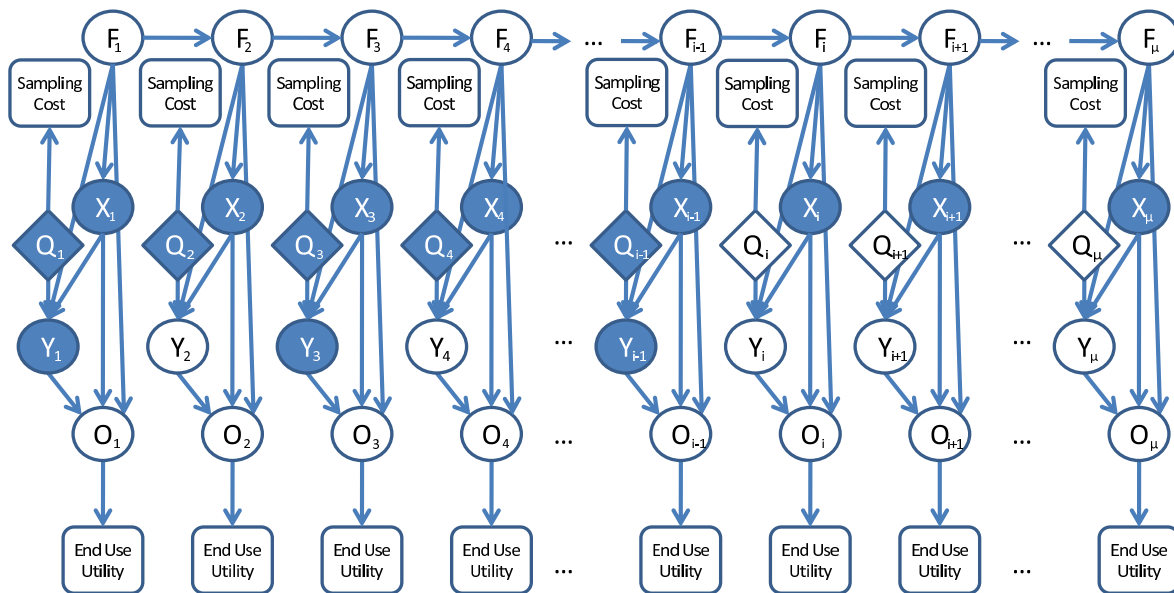 F1 F2 F3 F4 ... Fi-1 Fi Fi+1 ... Fμ
Sampling Cost Sampling Cost Sampling Cost Sampling Cost Sampling Cost Sampling Cost Sampling Cost Sampling Cost
X1 X2 X3 X4 Xi-1 Xi Xi+1 Xμ
Q1 Q2 Q3 Q4 ... Qi-1 Qi Qi+1 ... Qμ
Y1 Y2 Y3 Y4 ... Yi-1 Yi Yi+1 ... Yμ
O1 O2 O3 O4 ... Oi-1 Oi Oi+1 ... Oμ
End Use Utility End Use Utility End Use Utility End Use Utility ... End Use Utility End Use Utility End Use Utility ... End Use Utility